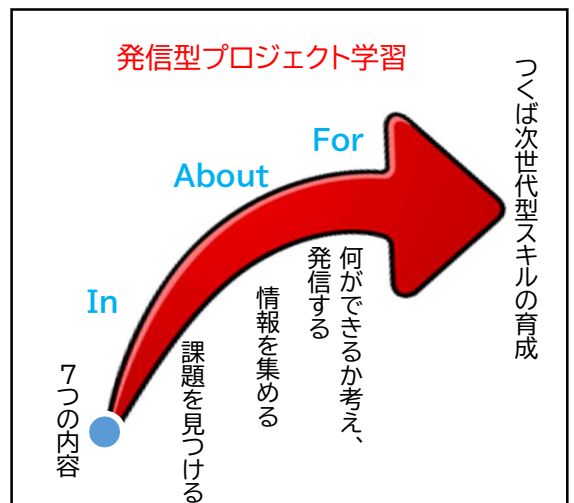 発信型プロジェクト学習
For
About
In
7つの内容
課題を見つける
情報を集める
何ができるか考え、
発信する
つくば次世代型スキルの育成